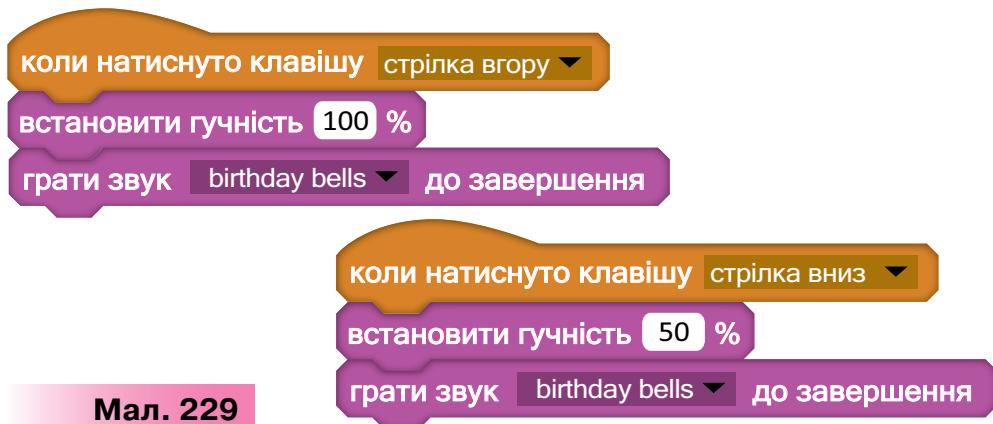 коли натиснуто клавішу стрілка вгору
встановити гучність 100 %
грати звук birthday bells до завершення
коли натиснуто клавішу стрілка вниз
встановити гучність 50 %
грати звук birthday bells до завершення
Мал. 229